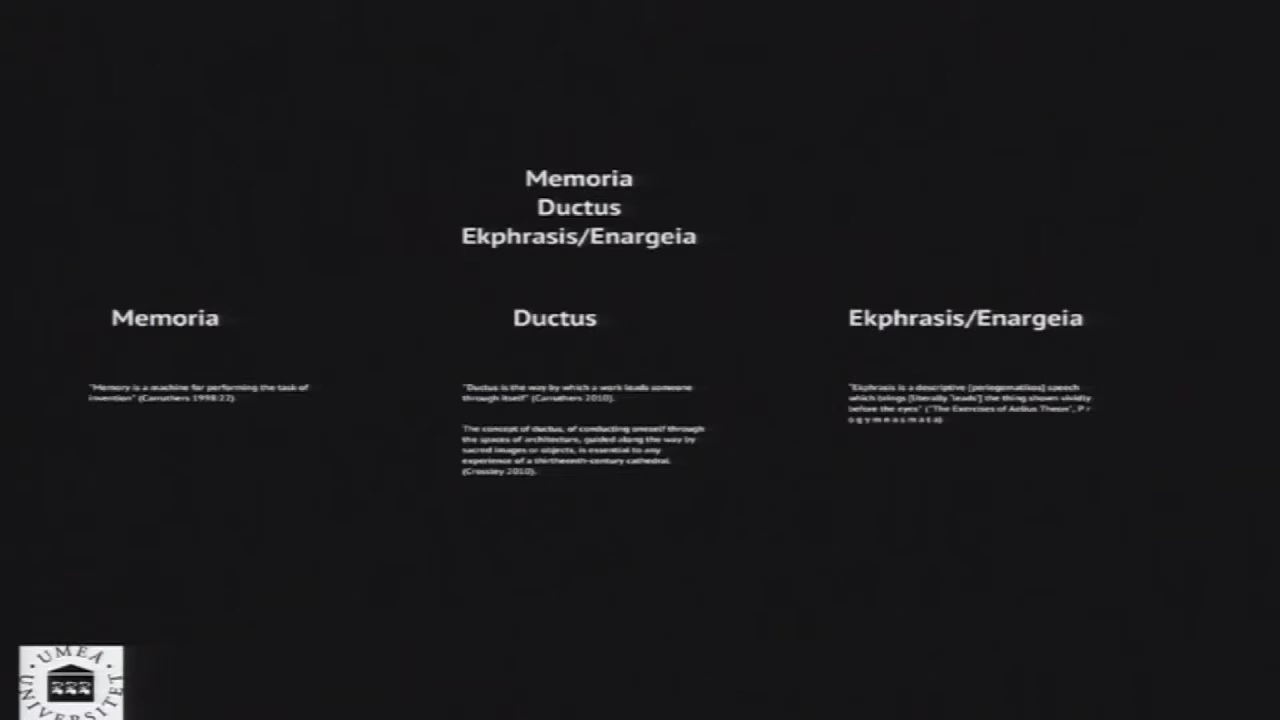 Memoria
Ductus
Ekphrasis/Enargeia
Memoria
Ductus
Ekphrasis/Enargeia
"Memory is a machine for performing the task of
invention" (Carruthers 1998:22).
"Ductus is the way by which a work leads someone
through itself" (Carruthers 2010).
The concept of ductus, of conducting oneself through
the spaces of architecture, guided along the way by
sacred images or objects, is essential to any
experience of a thirteenth-century cathedral.
(Crossley 2010).
"Ekphrasis is a descriptive [periegematikos] speech
which brings [literally 'leads'] the thing shown vividly
before the eyes" ("The Exercises of Aelius Theon", P r
o g y m n a s m a t a).
UMEÅ
UNIVERSITET